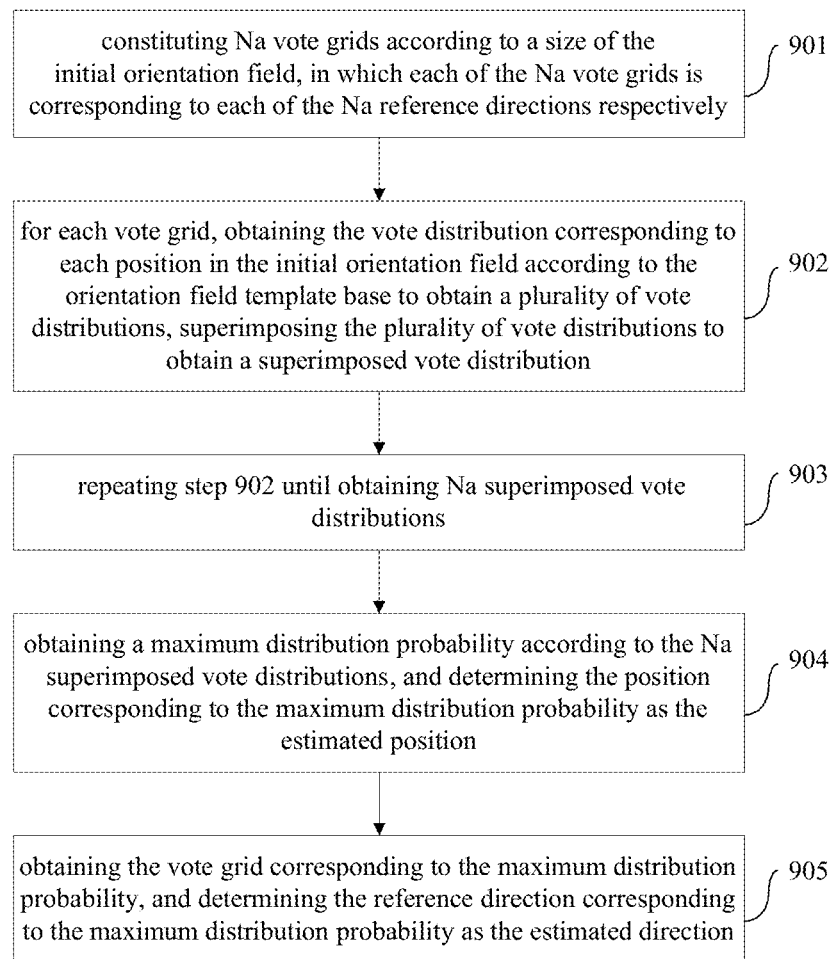 constituting Na vote grids according to a size of the
initial orientation field, in which each of the Na vote grids is
corresponding to each of the Na reference directions respectively
901
for each vote grid, obtaining the vote distribution corresponding to
each position in the initial orientation field according to the
orientation field template base to obtain a plurality of vote
distributions, superimposing the plurality of vote distributions to
obtain a superimposed vote distribution
902
repeating step 902 until obtaining Na superimposed vote
distributions
903
obtaining a maximum distribution probability according to the Na
superimposed vote distributions, and determining the position
corresponding to the maximum distribution probability as the
estimated position
904
obtaining the vote grid corresponding to the maximum distribution
probability, and determining the reference direction corresponding
to the maximum distribution probability as the estimated direction
905